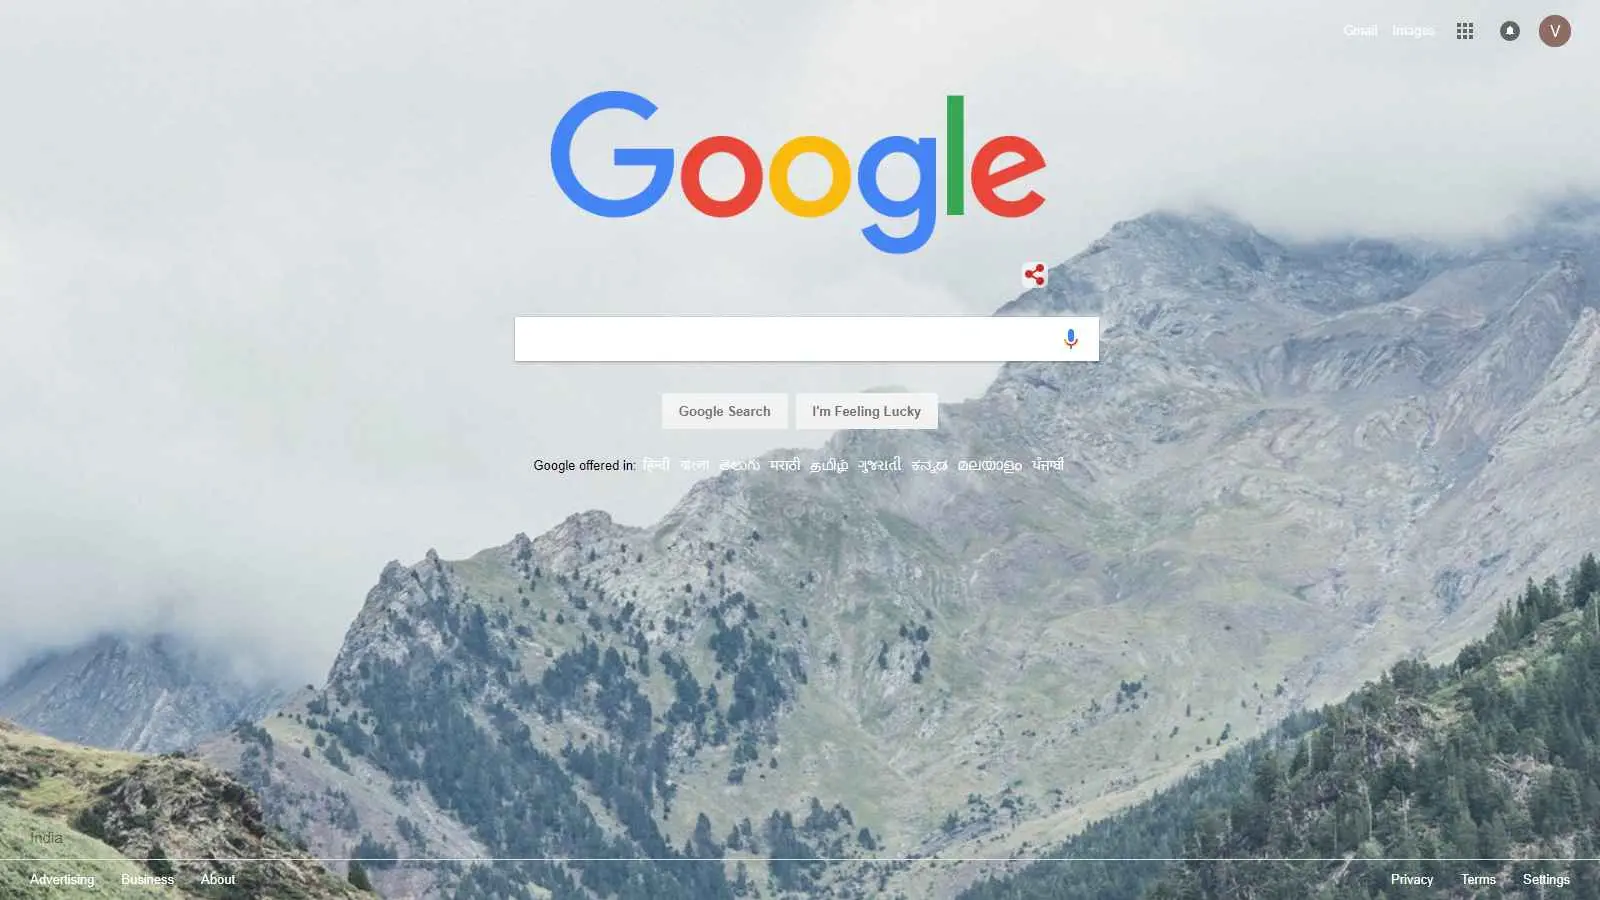 Gmail Images V
Google
Google Search I'm Feeling Lucky
Google offered in: हिन्दी বাংলা తెలుగు मराठी தமிழ் ગુજરાતી ಕನ್ನಡ മലയാളം ਪੰਜਾਬੀ
India
Advertising Business About Privacy Terms Settings